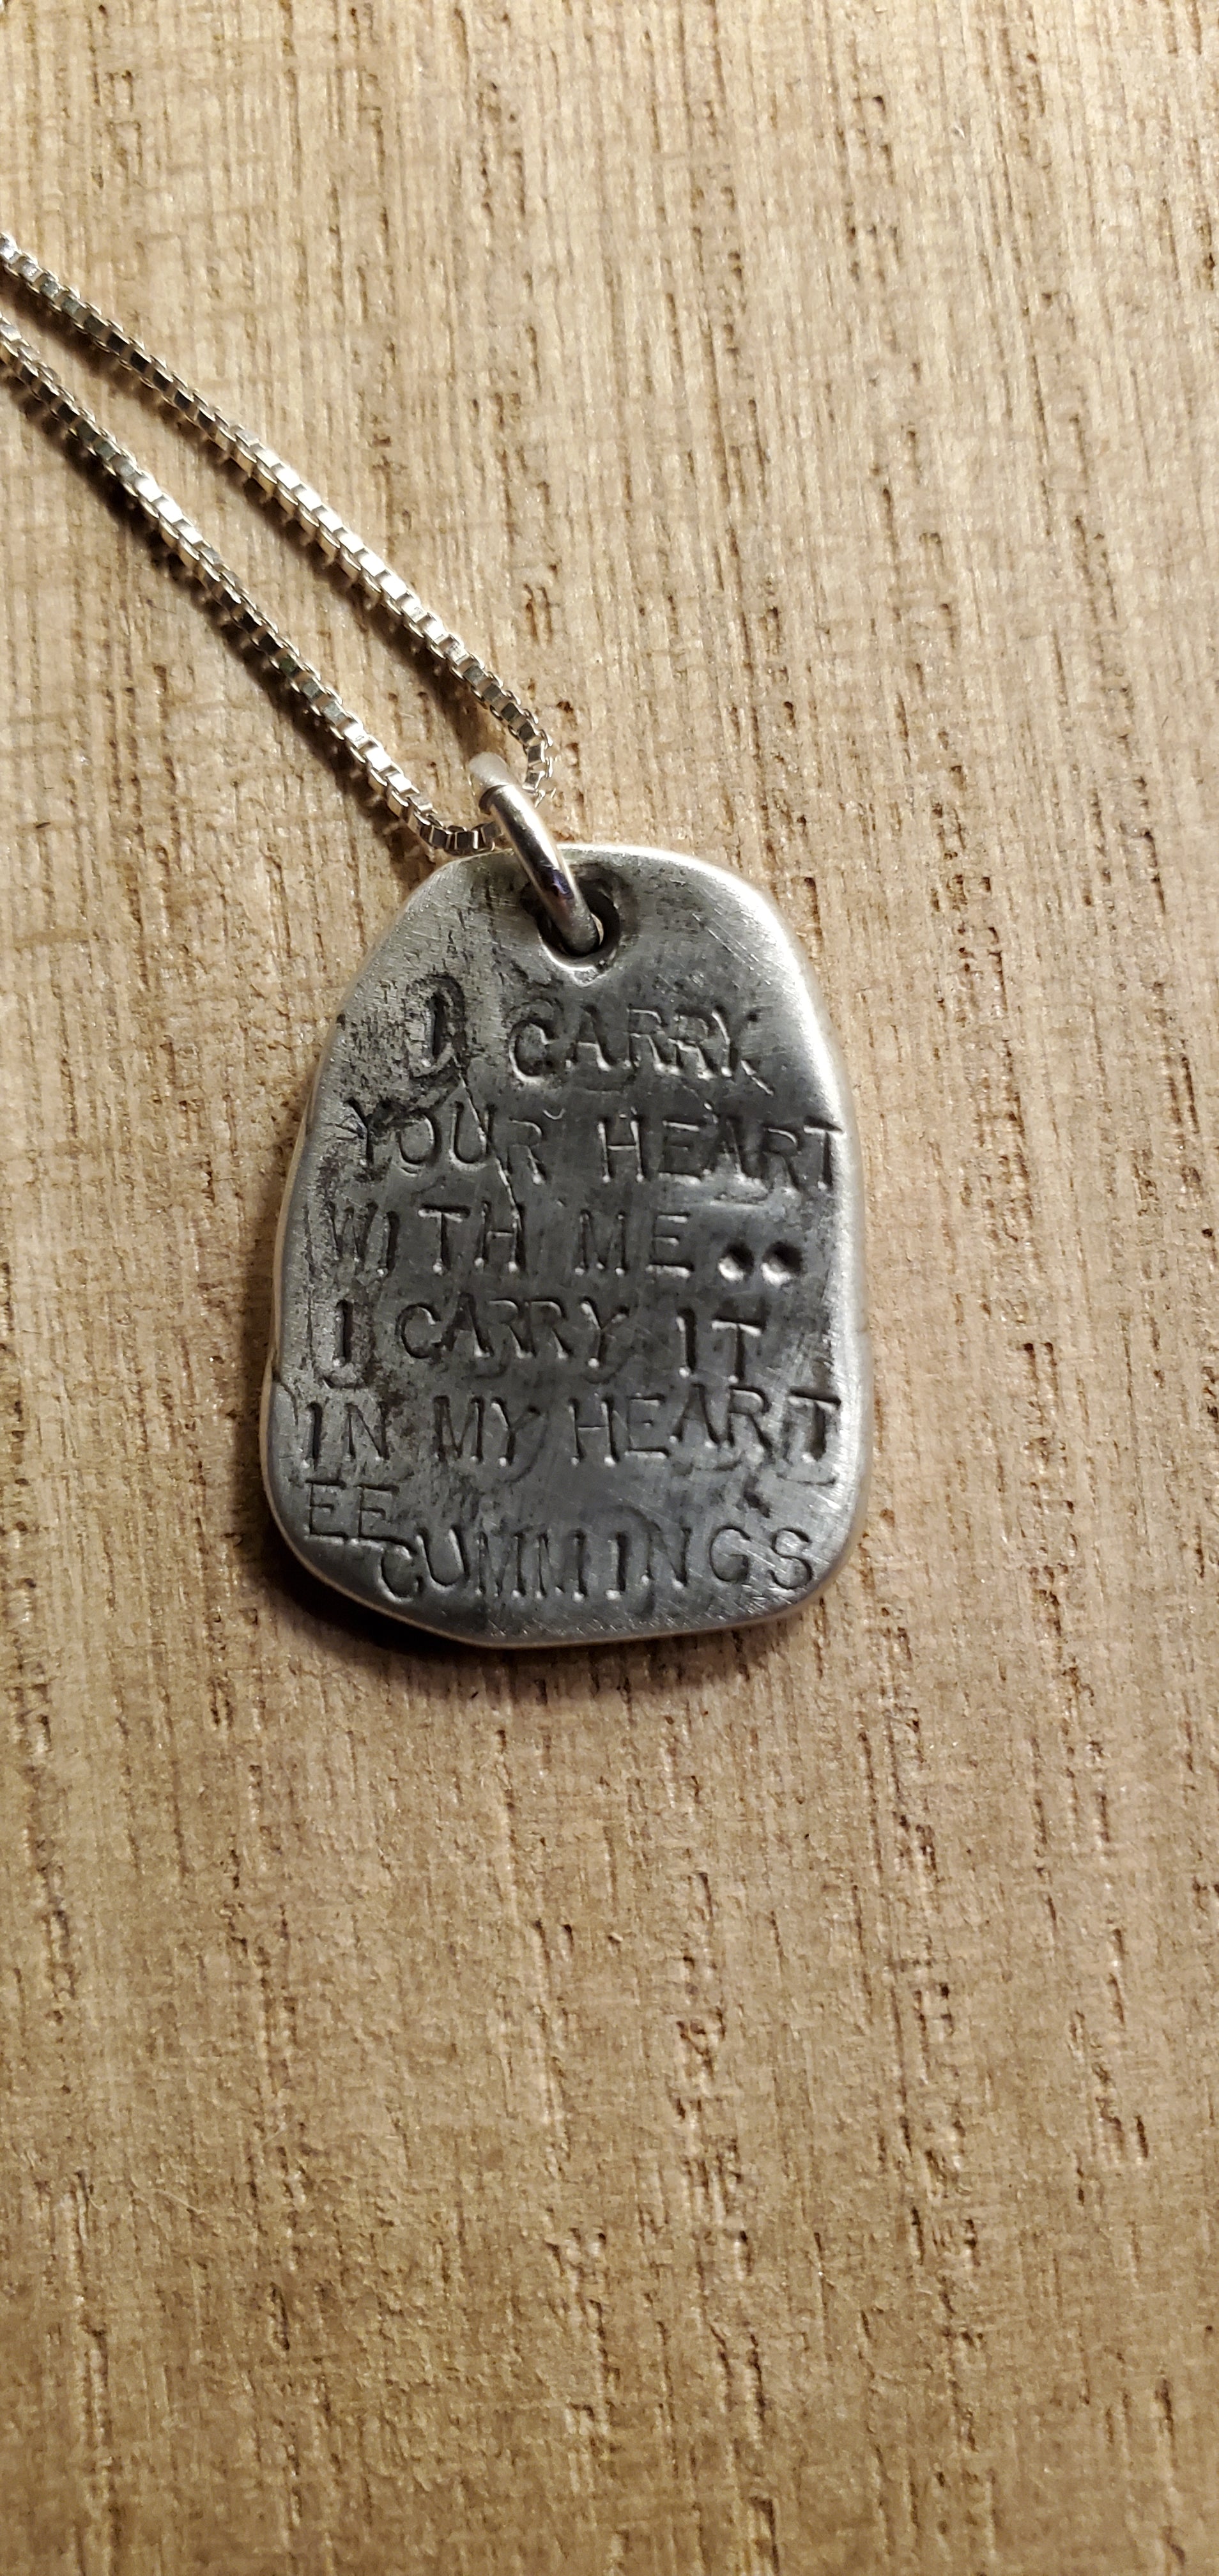 I CARRY
YOUR HEART
WITH ME..
I CARRY IT
IN MY HEART
EE
CUMMINGS